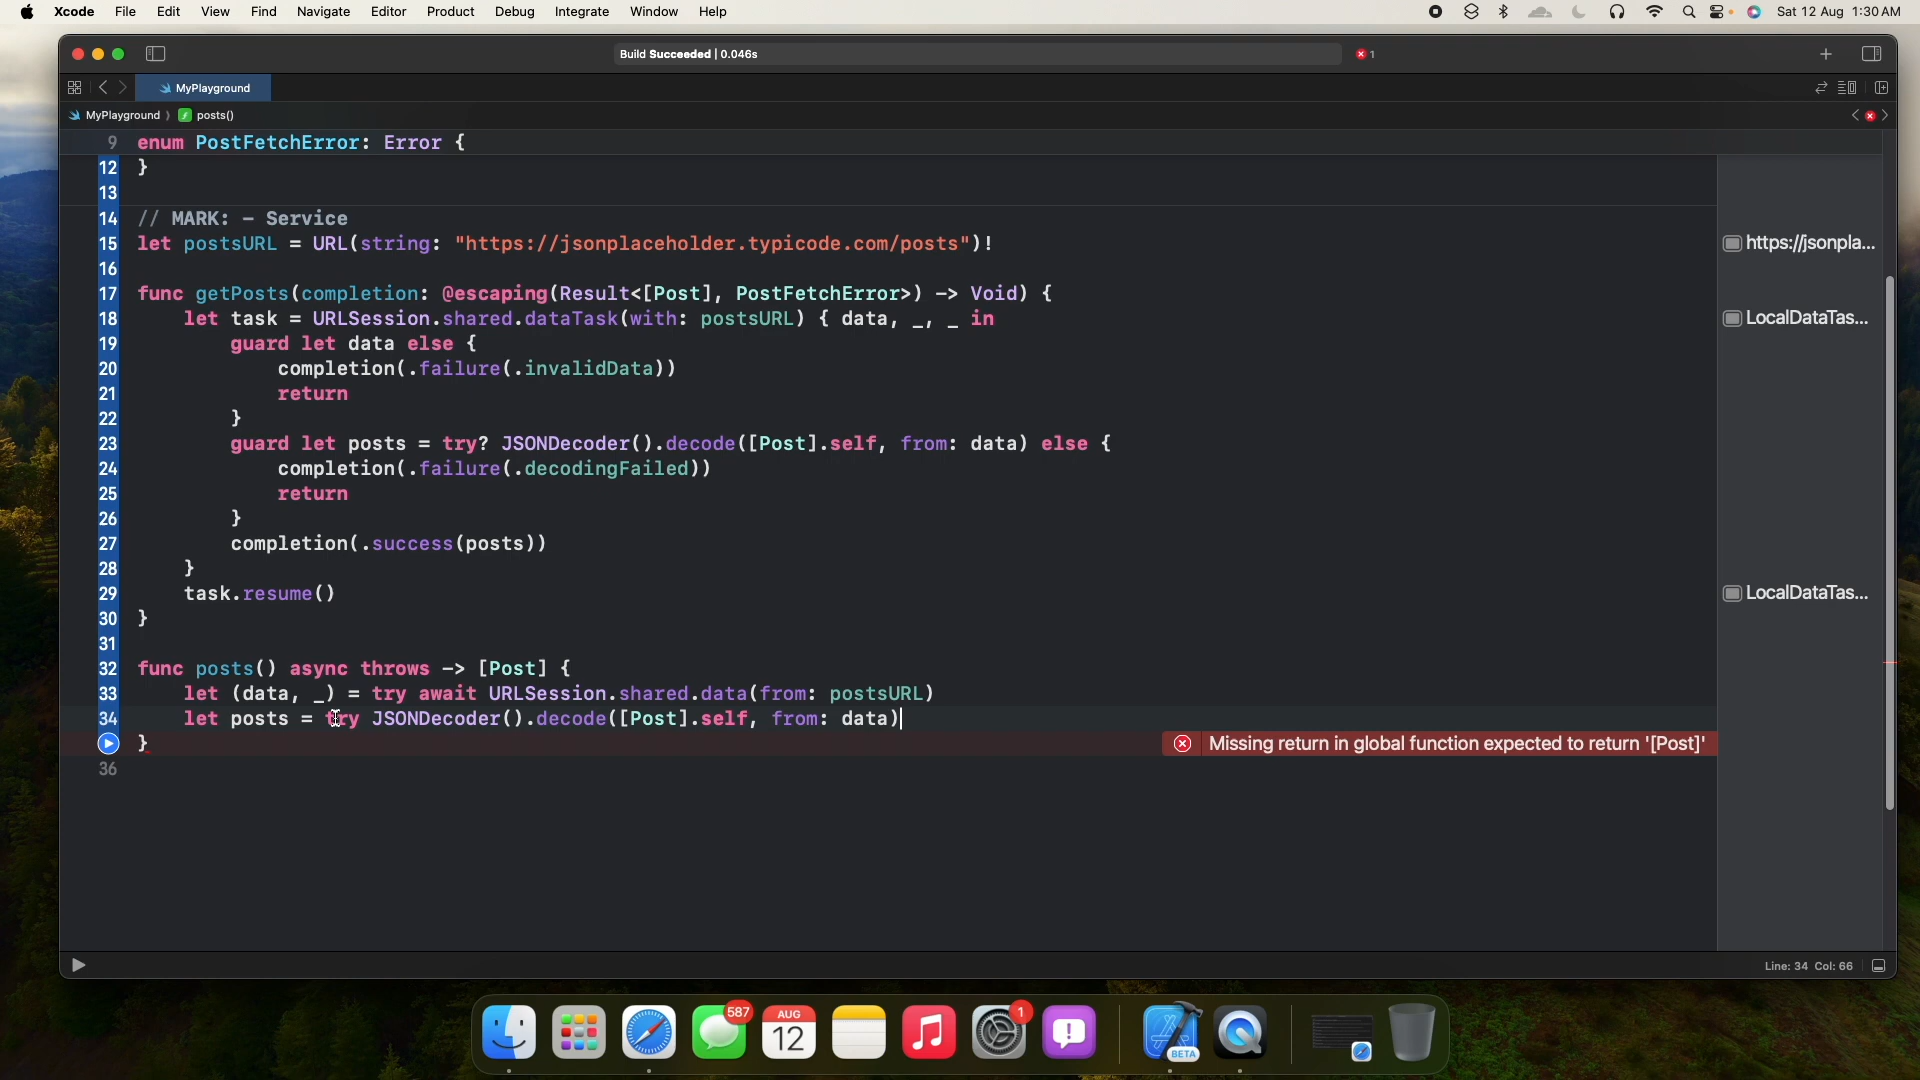 Xcode File Edit View Find Navigate Editor Product Debug Integrate Window Help Sat 12 Aug 1:30 AM
Build Succeeded | 0.046s 1
MyPlayground
MyPlayground posts()
9 enum PostFetchError: Error {
12 }
13
14 // MARK: - Service
15 let postsURL = URL(string: "https://jsonplaceholder.typicode.com/posts")! https://jsonpla...
16
17 func getPosts(completion: @escaping(Result<[Post], PostFetchError>) -> Void) {
18 let task = URLSession.shared.dataTask(with: postsURL) { data, _, _ in LocalDataTas...
19 guard let data else {
20 completion(.failure(.invalidData))
21 return
22 }
23 guard let posts = try? JSONDecoder().decode([Post].self, from: data) else {
24 completion(.failure(.decodingFailed))
25 return
26 }
27 completion(.success(posts))
28 }
29 task.resume() LocalDataTas...
30 }
31
32 func posts() async throws -> [Post] {
33 let (data, _) = try await URLSession.shared.data(from: postsURL)
34 let posts = try JSONDecoder().decode([Post].self, from: data)
} Missing return in global function expected to return '[Post]'
36
Line: 34 Col: 66
587
AUG
12
1
BETA